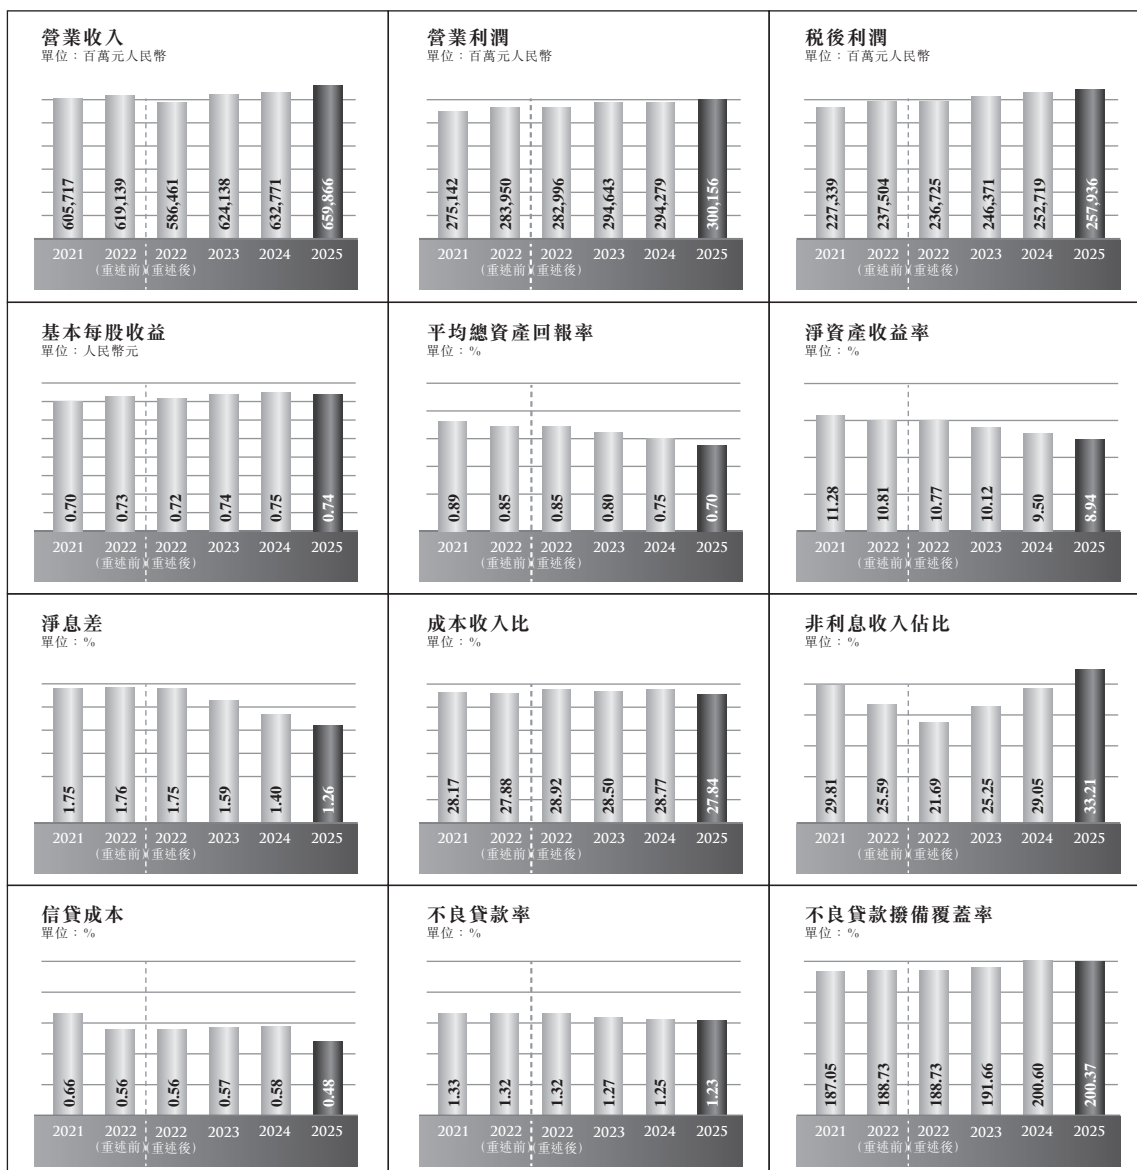 營業收入
單位：百萬元人民幣
605,717
619,139
586,461
624,138
632,771
659,866
2021 2022 2022 2023 2024 2025
(重述前)(重述後)
營業利潤
單位：百萬元人民幣
275,142
283,950
282,996
294,643
294,279
300,156
2021 2022 2022 2023 2024 2025
(重述前)(重述後)
稅後利潤
單位：百萬元人民幣
227,339
237,504
236,725
246,371
252,719
257,936
2021 2022 2022 2023 2024 2025
(重述前)(重述後)
基本每股收益
單位：人民幣元
0.70
0.73
0.72
0.74
0.75
0.74
2021 2022 2022 2023 2024 2025
(重述前)(重述後)
平均總資產回報率
單位：%
0.89
0.85
0.85
0.80
0.75
0.70
2021 2022 2022 2023 2024 2025
(重述前)(重述後)
淨資產收益率
單位：%
11.28
10.81
10.77
10.12
9.50
8.94
2021 2022 2022 2023 2024 2025
(重述前)(重述後)
淨息差
單位：%
1.75
1.76
1.75
1.59
1.40
1.26
2021 2022 2022 2023 2024 2025
(重述前)(重述後)
成本收入比
單位：%
28.17
27.88
28.92
28.50
28.77
27.84
2021 2022 2022 2023 2024 2025
(重述前)(重述後)
非利息收入佔比
單位：%
29.81
25.59
21.69
25.25
29.05
33.21
2021 2022 2022 2023 2024 2025
(重述前)(重述後)
信貸成本
單位：%
0.66
0.56
0.56
0.57
0.58
0.48
2021 2022 2022 2023 2024 2025
(重述前)(重述後)
不良貸款率
單位：%
1.33
1.32
1.32
1.27
1.25
1.23
2021 2022 2022 2023 2024 2025
(重述前)(重述後)
不良貸款撥備覆蓋率
單位：%
187.05
188.73
188.73
191.66
200.60
200.37
2021 2022 2022 2023 2024 2025
(重述前)(重述後)